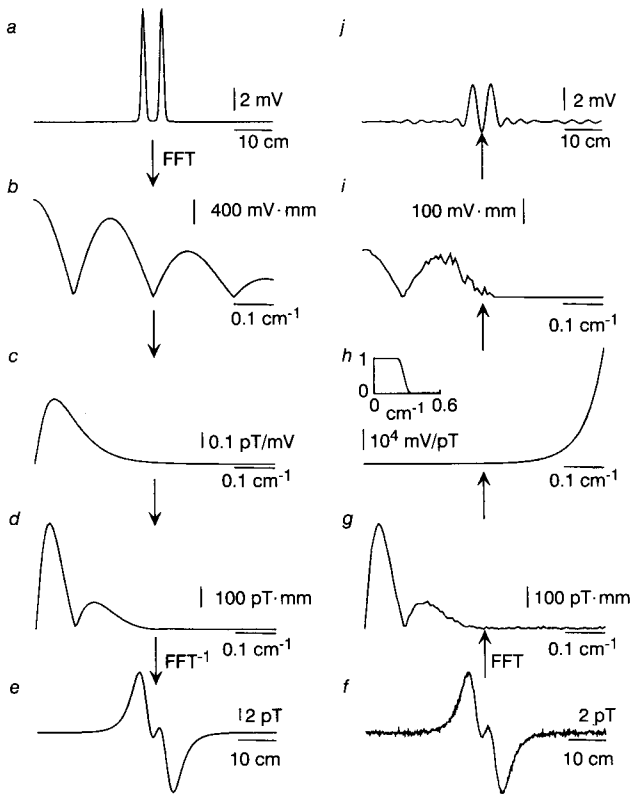 a
2 mV
10 cm
FFT
b
400 mV·mm
0.1 cm⁻¹
c
0.1 pT/mV
0.1 cm⁻¹
d
100 pT·mm
0.1 cm⁻¹
FFT⁻¹
e
2 pT
10 cm
j
2 mV
10 cm
i
100 mV·mm
0.1 cm⁻¹
h
1
0
0
cm⁻¹
0.6
10⁴ mV/pT
0.1 cm⁻¹
g
100 pT·mm
0.1 cm⁻¹
FFT
f
2 pT
10 cm